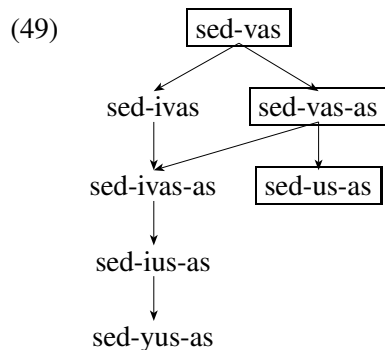 (49) sed-vas
sed-ivas sed-vas-as
sed-ivas-as sed-us-as
sed-ius-as
sed-yus-as